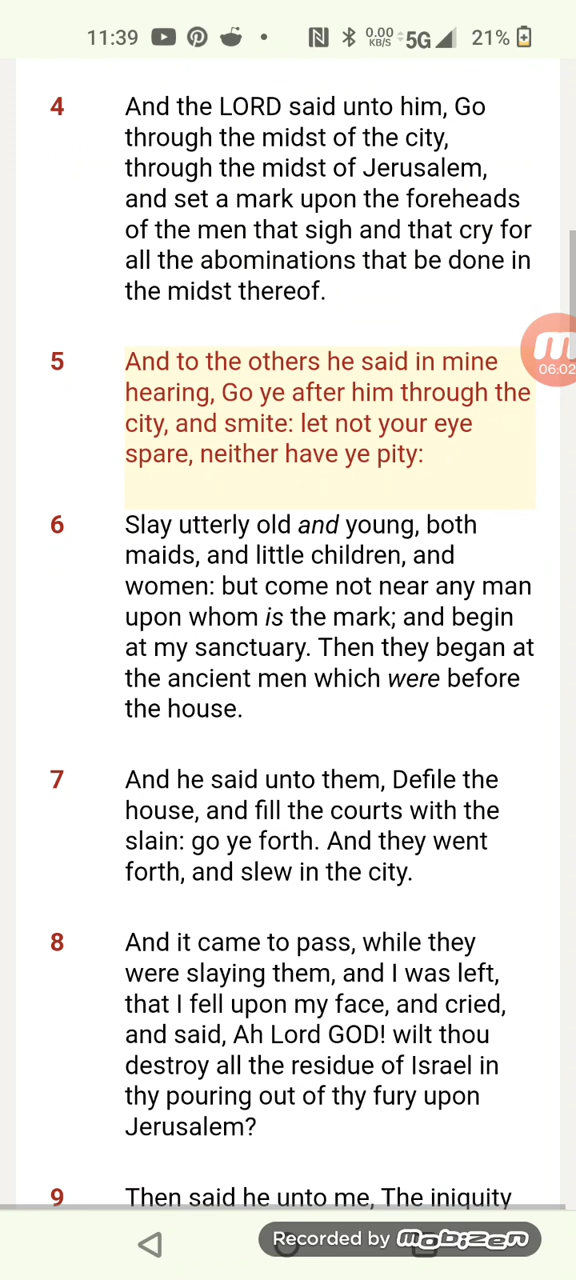 11:39 0.00 KB/S 5G 21%
4 And the LORD said unto him, Go
through the midst of the city,
through the midst of Jerusalem,
and set a mark upon the foreheads
of the men that sigh and that cry for
all the abominations that be done in
the midst thereof.
5 And to the others he said in mine
hearing, Go ye after him through the
city, and smite: let not your eye
spare, neither have ye pity:
06:02
6 Slay utterly old and young, both
maids, and little children, and
women: but come not near any man
upon whom is the mark; and begin
at my sanctuary. Then they began at
the ancient men which were before
the house.
7 And he said unto them, Defile the
house, and fill the courts with the
slain: go ye forth. And they went
forth, and slew in the city.
8 And it came to pass, while they
were slaying them, and I was left,
that I fell upon my face, and cried,
and said, Ah Lord GOD! wilt thou
destroy all the residue of Israel in
thy pouring out of thy fury upon
Jerusalem?
9 Then said he unto me, The iniquity
Recorded by mobizen